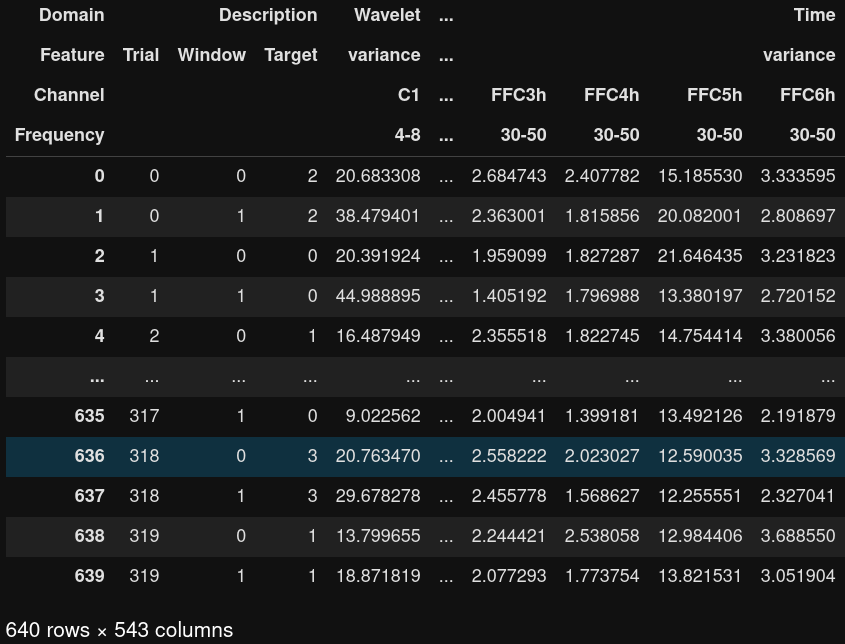 Domain Description Wavelet ... Time
Feature Trial Window Target variance ... variance
Channel C1 ... FFC3h FFC4h FFC5h FFC6h
Frequency 4-8 ... 30-50 30-50 30-50 30-50
0 0 0 2 20.683308 ... 2.684743 2.407782 15.185530 3.333595
1 0 1 2 38.479401 ... 2.363001 1.815856 20.082001 2.808697
2 1 0 0 20.391924 ... 1.959099 1.827287 21.646435 3.231823
3 1 1 0 44.988895 ... 1.405192 1.796988 13.380197 2.720152
4 2 0 1 16.487949 ... 2.355518 1.822745 14.754414 3.380056
... ... ... ... ... ... ... ... ... ...
635 317 1 0 9.022562 ... 2.004941 1.399181 13.492126 2.191879
636 318 0 3 20.763470 ... 2.558222 2.023027 12.590035 3.328569
637 318 1 3 29.678278 ... 2.455778 1.568627 12.255551 2.327041
638 319 0 1 13.799655 ... 2.244421 2.538058 12.984406 3.688550
639 319 1 1 18.871819 ... 2.077293 1.773754 13.821531 3.051904
640 rows × 543 columns